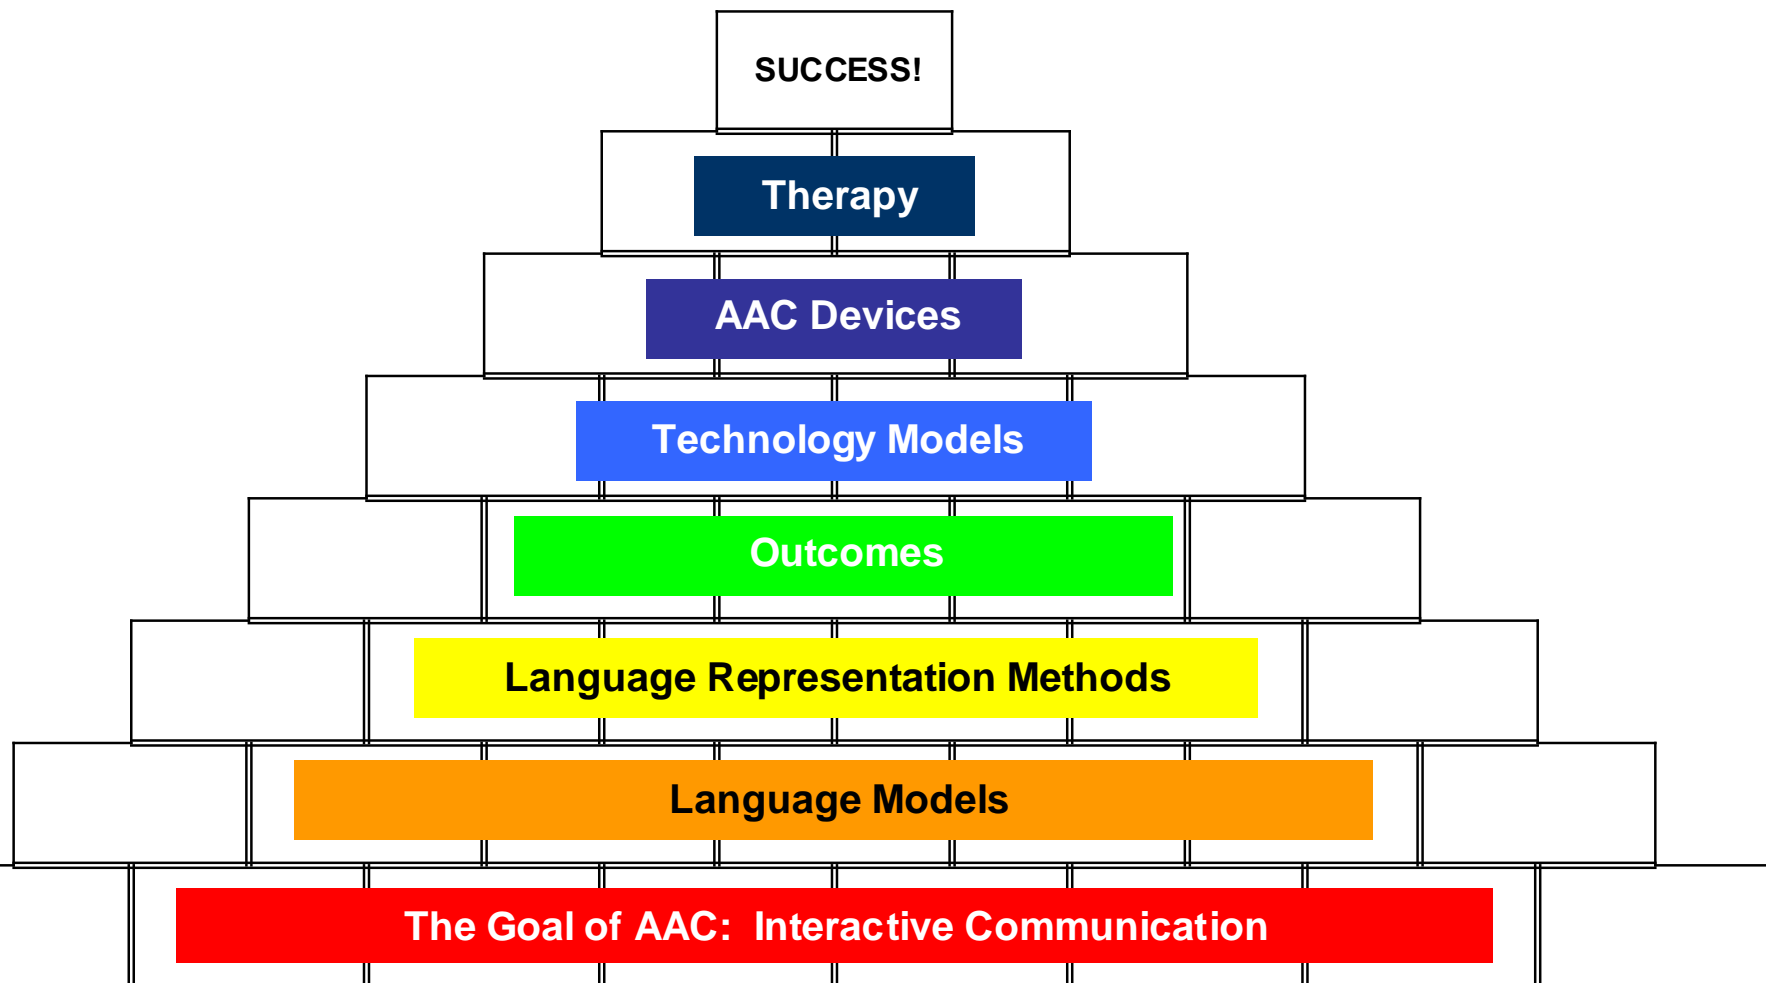 SUCCESS!
Therapy
AAC Devices
Technology Models
Outcomes
Language Representation Methods
Language Models
The Goal of AAC:  Interactive Communication